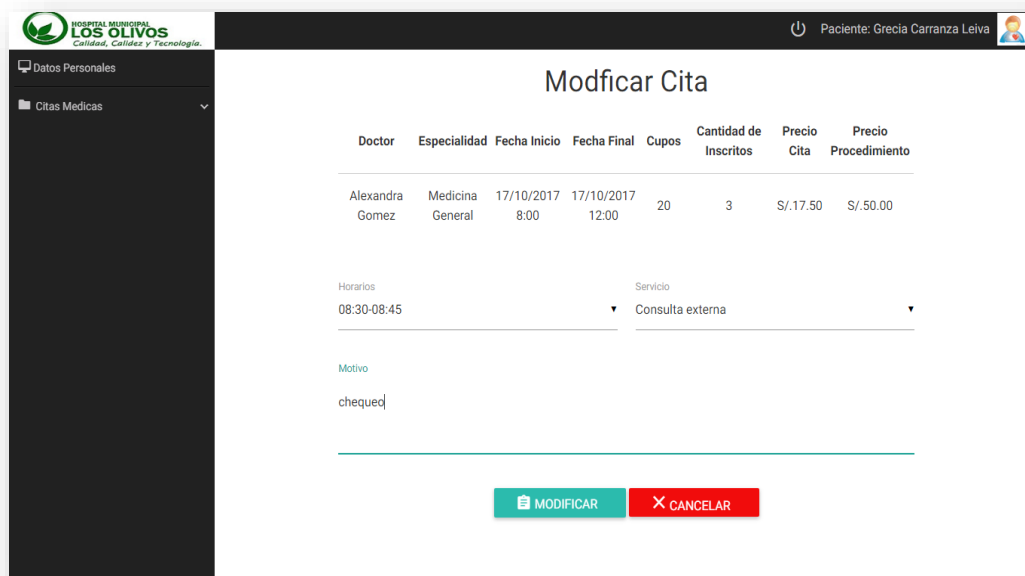 HOSPITAL MUNICIPAL
LOS OLIVOS
Calidad, Calidez y Tecnología.
Paciente: Grecia Carranza Leiva
Datos Personales
Citas Medicas
Modficar Cita
Doctor Especialidad Fecha Inicio Fecha Final Cupos Cantidad de Inscritos Precio Cita Precio Procedimiento
Alexandra Gomez Medicina General 17/10/2017 8:00 17/10/2017 12:00 20 3 S/.17.50 S/.50.00
Horarios Servicio
08:30-08:45 Consulta externa
Motivo
chequeo
MODIFICAR CANCELAR